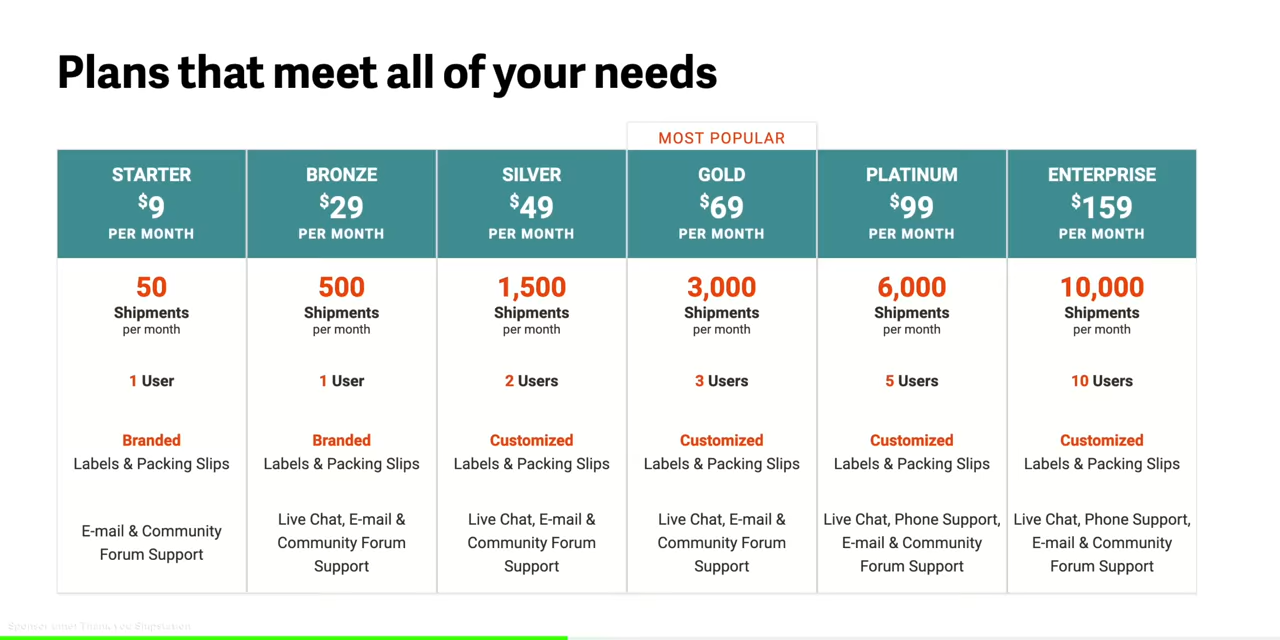 Plans that meet all of your needs
MOST POPULAR
STARTER
$9
PER MONTH
50
Shipments
per month
1 User
Branded
Labels & Packing Slips
E-mail & Community
Forum Support
BRONZE
$29
PER MONTH
500
Shipments
per month
1 User
Branded
Labels & Packing Slips
Live Chat, E-mail &
Community Forum
Support
SILVER
$49
PER MONTH
1,500
Shipments
per month
2 Users
Customized
Labels & Packing Slips
Live Chat, E-mail &
Community Forum
Support
GOLD
$69
PER MONTH
3,000
Shipments
per month
3 Users
Customized
Labels & Packing Slips
Live Chat, E-mail &
Community Forum
Support
PLATINUM
$99
PER MONTH
6,000
Shipments
per month
5 Users
Customized
Labels & Packing Slips
Live Chat, Phone Support,
E-mail & Community
Forum Support
ENTERPRISE
$159
PER MONTH
10,000
Shipments
per month
10 Users
Customized
Labels & Packing Slips
Live Chat, Phone Support,
E-mail & Community
Forum Support